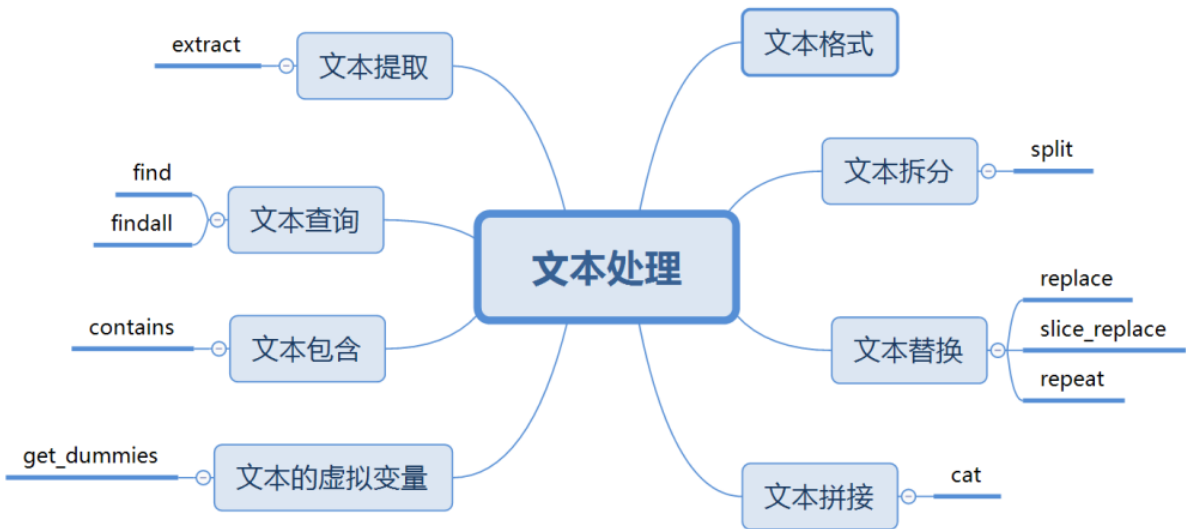 文本处理
文本格式
文本拆分
split
文本替换
replace
slice_replace
repeat
文本拼接
cat
文本提取
extract
文本查询
find
findall
文本包含
contains
文本的虚拟变量
get_dummies